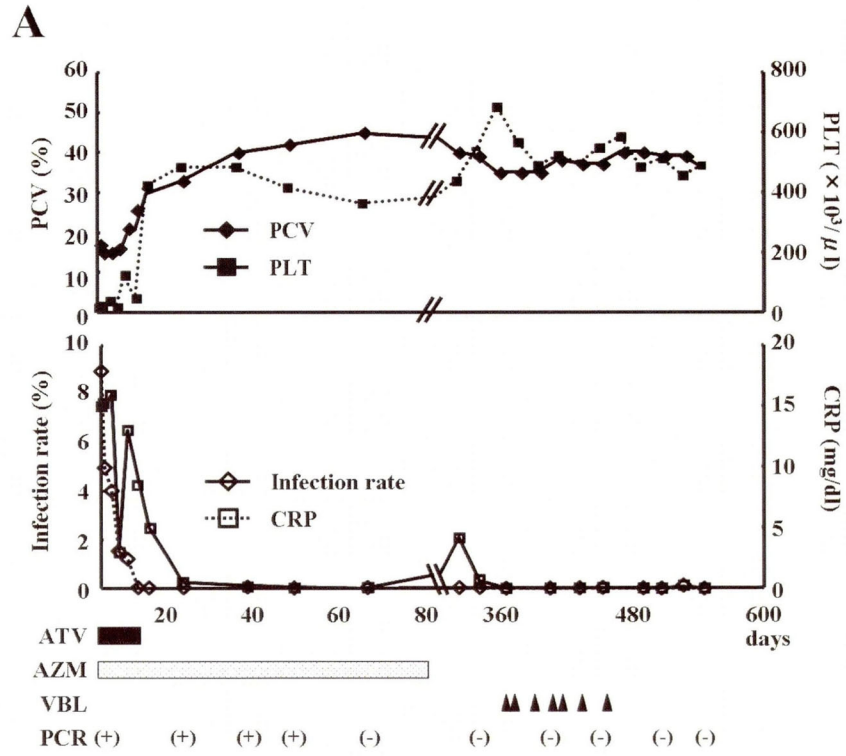 A
60
50
40
30
20
10
0
PCV (%)
800
600
400
200
0
PLT (×10³/μl)
PCV
PLT
10
8
6
4
2
0
Infection rate (%)
20
15
10
5
0
CRP (mg/dl)
Infection rate
CRP
20 40 60 80 360 480 600
days
ATV
AZM
VBL
PCR (+) (+) (+) (+) (-) (-) (-) (-) (-) (-)